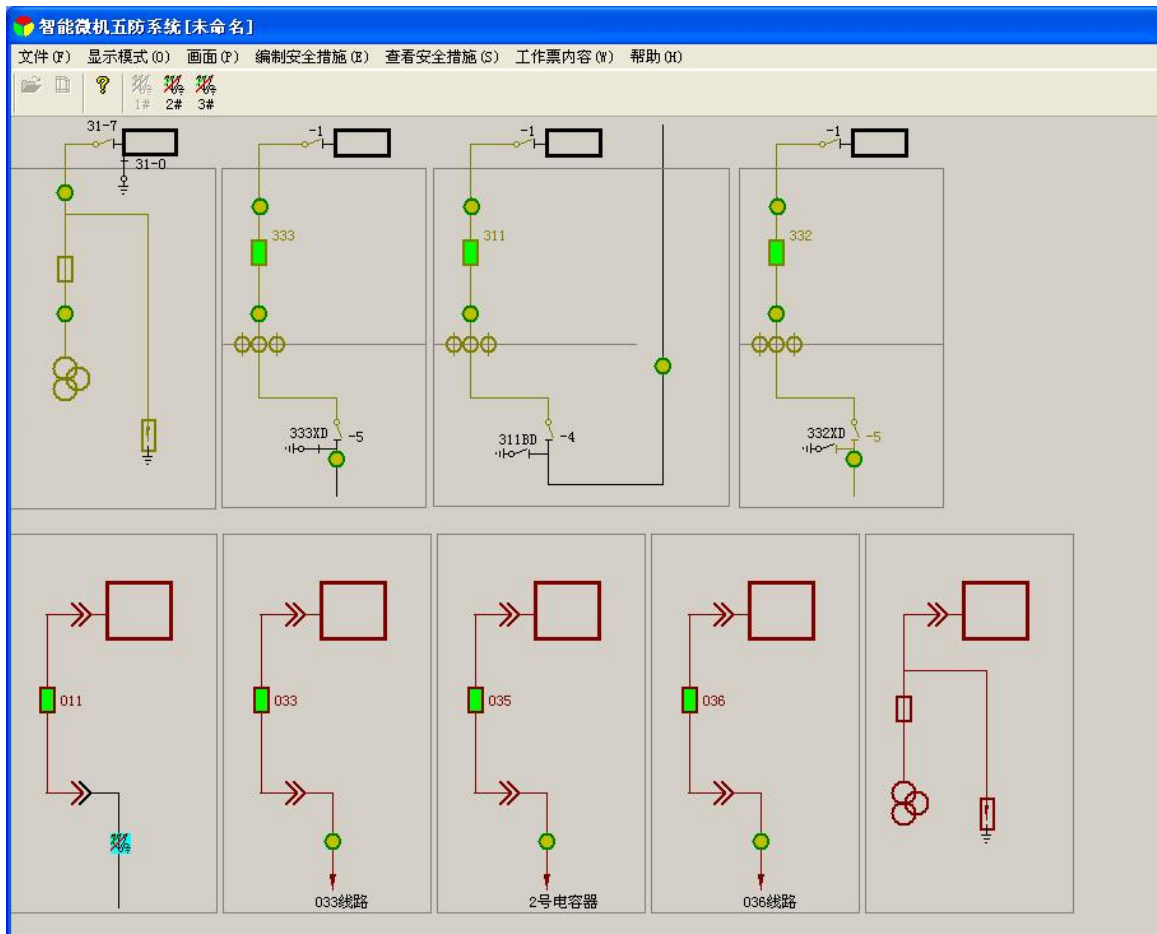 智能微机五防系统[未命名]
文件(F) 显示模式(O) 画面(P) 编制安全措施(E) 查看安全措施(S) 工作票内容(W) 帮助(H)
1# 2# 3#
31-7 -1 -1 -1
31-0
333 311 332
333XD -5 311BD -4 332XD -5
011 033 035 036
033线路 2号电容器 036线路